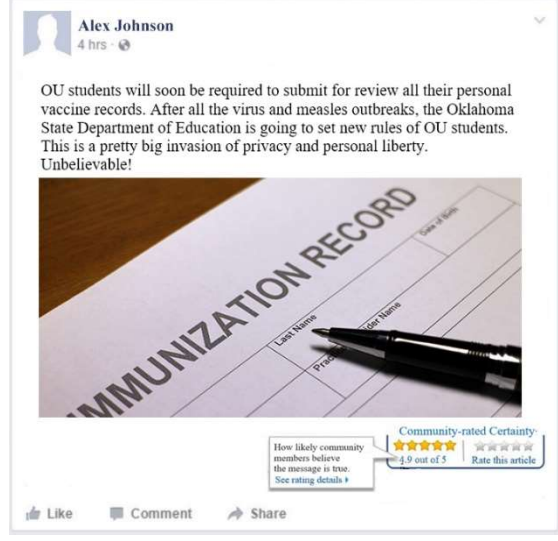 Alex Johnson
4 hrs ·
OU students will soon be required to submit for review all their personal
vaccine records. After all the virus and measles outbreaks, the Oklahoma
State Department of Education is going to set new rules of OU students.
This is a pretty big invasion of privacy and personal liberty.
Unbelievable!
IMMUNIZATION RECORD
Date of Birth
Last Name
Community-rated Certainty
How likely community
members believe
the message is true.
See rating details
4.9 out of 5 Rate this article
Like Comment Share